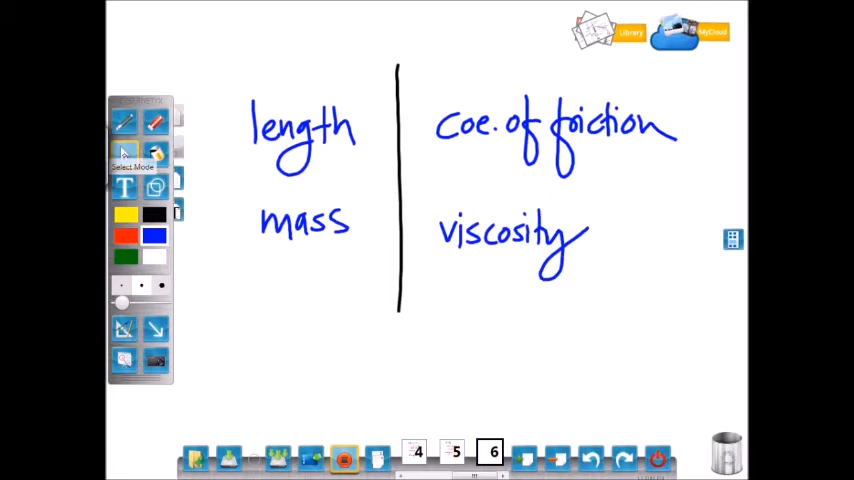 Library
MyCloud
length
coe. of friction
Select Mode
T
mass
viscosity
4
5
6